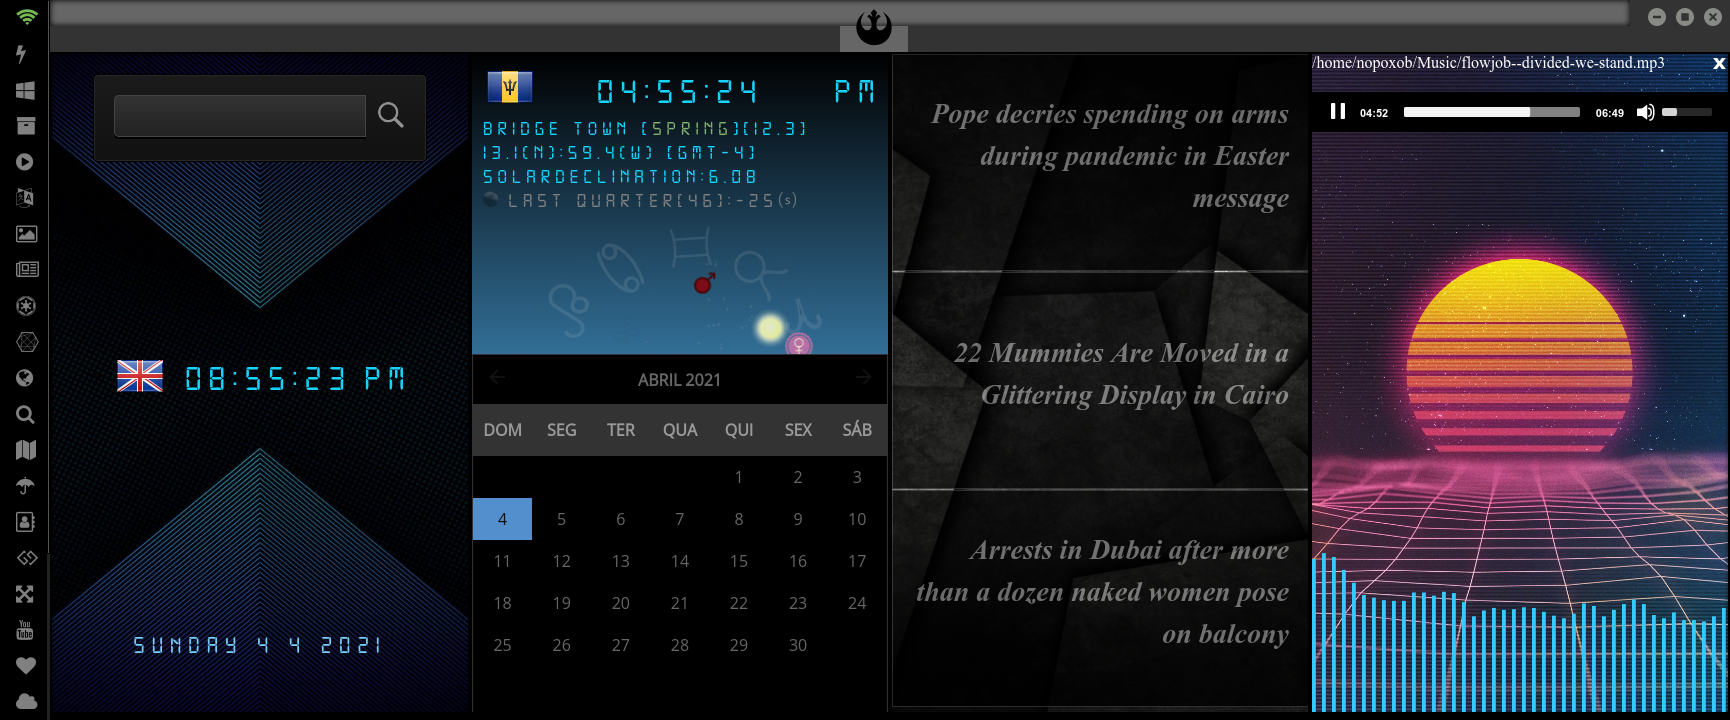 08:55:23 PM
SUNDAY 4 4 2021
04:55:24 PM
BRIDGE TOWN [SPRING](12.3)
13.1(N):59.4(W) [GMT-4]
SOLARDECLINATION:6.08
LAST QUARTER[46]:-25(s)
ABRIL 2021
DOM SEG TER QUA QUI SEX SÁB
1 2 3
4 5 6 7 8 9 10
11 12 13 14 15 16 17
18 19 20 21 22 23 24
25 26 27 28 29 30
Pope decries spending on arms
during pandemic in Easter
message
22 Mummies Are Moved in a
Glittering Display in Cairo
Arrests in Dubai after more
than a dozen naked women pose
on balcony
/home/nopoxob/Music/flowjob--divided-we-stand.mp3 x
04:52 06:49
You
Tube